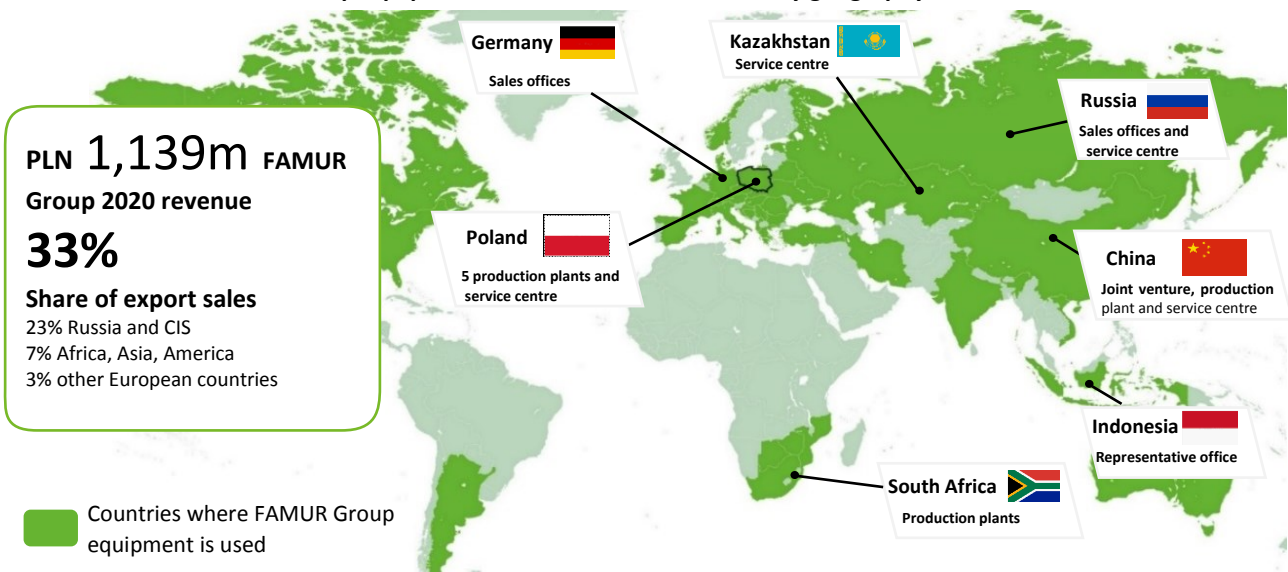 Germany
Sales offices
Kazakhstan
Service centre
Russia
Sales offices and
service centre
PLN 1,139m FAMUR
Group 2020 revenue
33%
Share of export sales
23% Russia and CIS
7% Africa, Asia, America
3% other European countries
Poland
5 production plants and
service centre
China
Joint venture, production
plant and service centre
Indonesia
Representative office
South Africa
Production plants
Countries where FAMUR Group
equipment is used